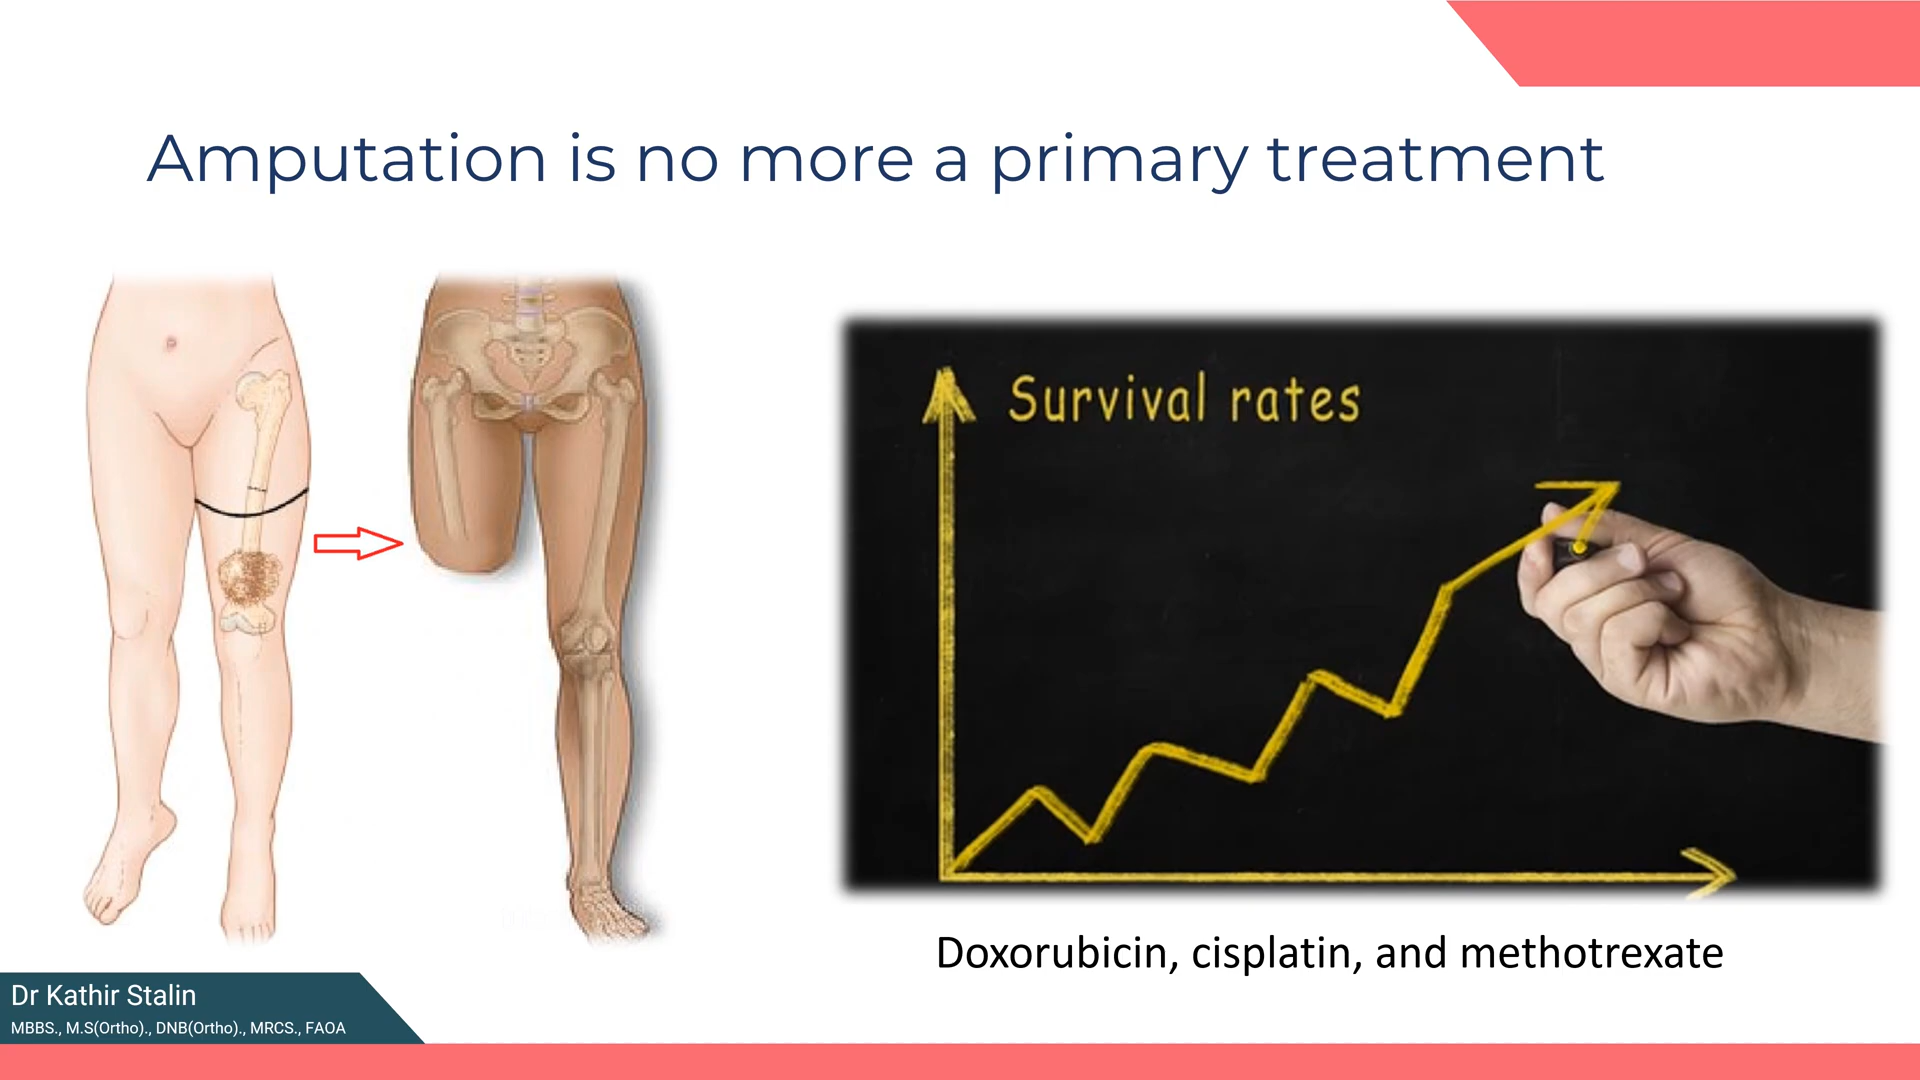 Amputation is no more a primary treatment
Survival rates
Doxorubicin, cisplatin, and methotrexate
Dr Kathir Stalin
MBBS., M.S(Ortho)., DNB(Ortho)., MRCS., FAOA